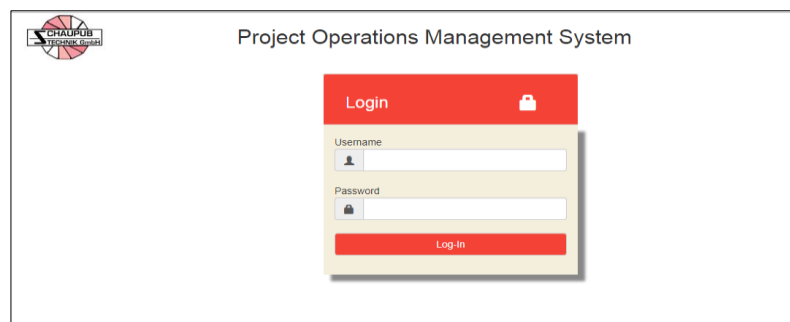 SCHAUPUB
TECHNIK GmbH
Project Operations Management System
Login
Username
Password
Log-In